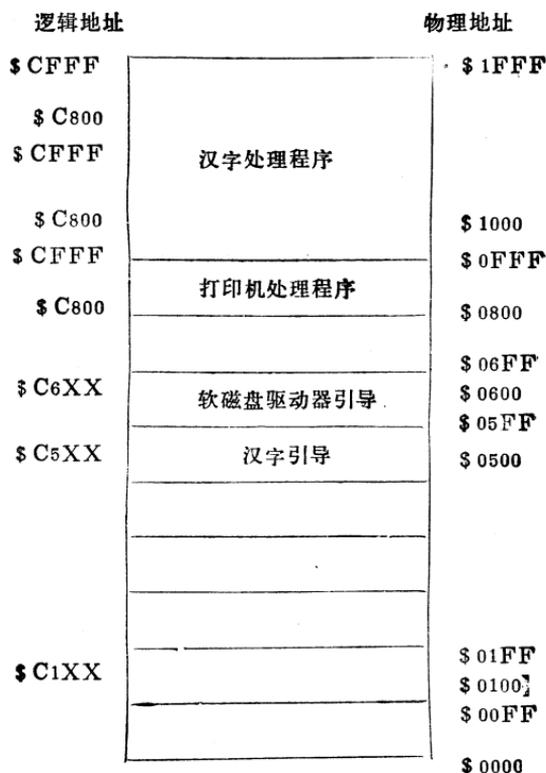 逻辑地址 物理地址
$CFFF $1FFF
$C800
$CFFF 汉字处理程序
$C800 $1000
$CFFF $0FFF
$C800 打印机处理程序 $0800
$06FF
$C6XX 软磁盘驱动器引导 $0600
$05FF
$C5XX 汉字引导 $0500
$01FF
$C1XX $0100
$00FF
$0000